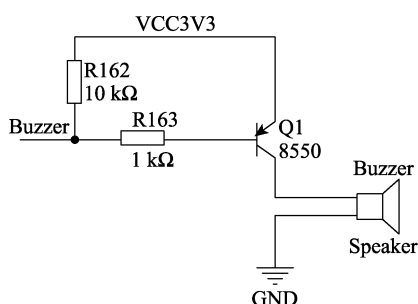 VCC3V3
R162
10 kΩ
Buzzer
R163
1 kΩ
Q1
8550
Buzzer
Speaker
GND